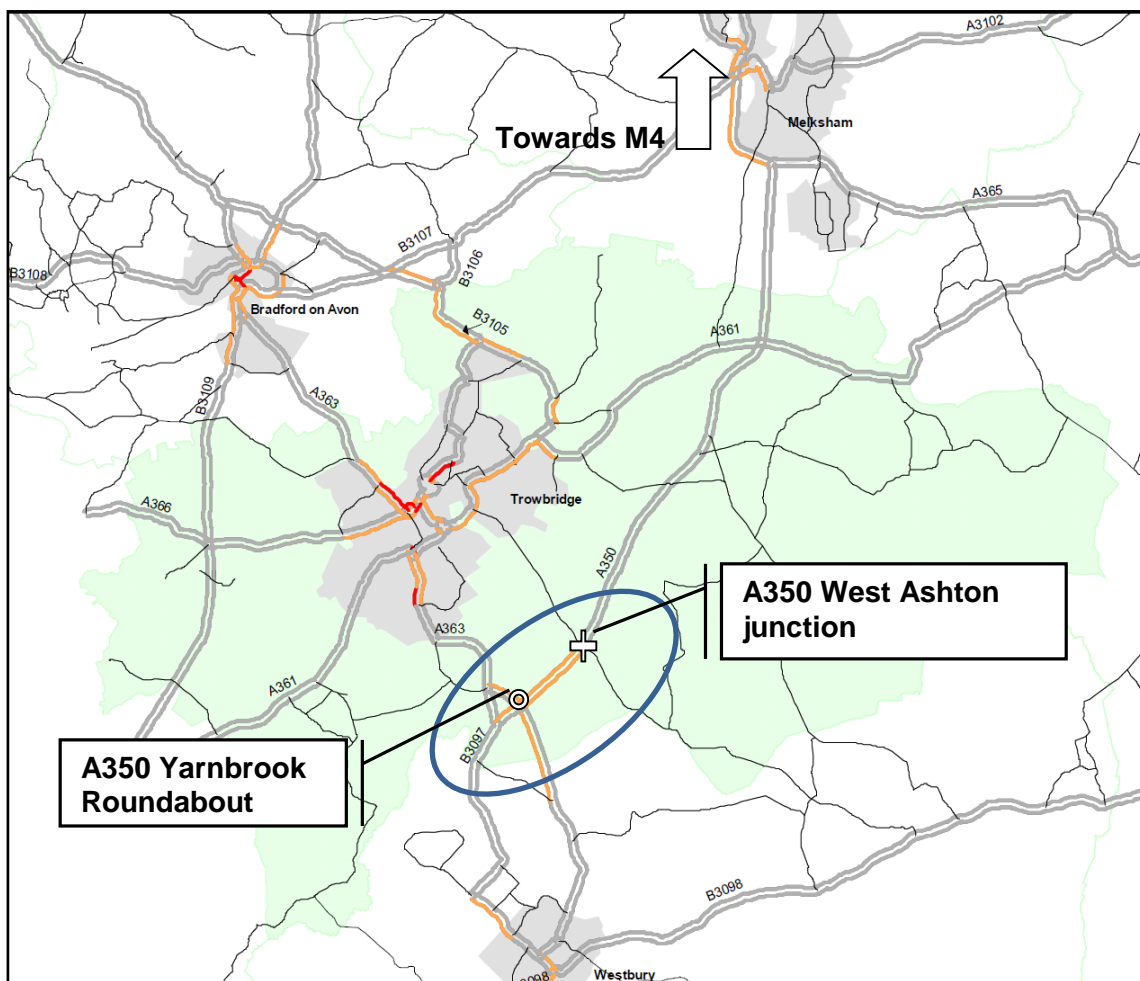 A3102
Towards M4
Melksham
A365
B3107
B3106
B3108
Bradford on Avon
B3105
A361
B3109
A363
A366
Trowbridge
A350
A350 West Ashton
junction
A363
A361
B3097
A350 Yarnbrook
Roundabout
B3098
Westbury
B3098